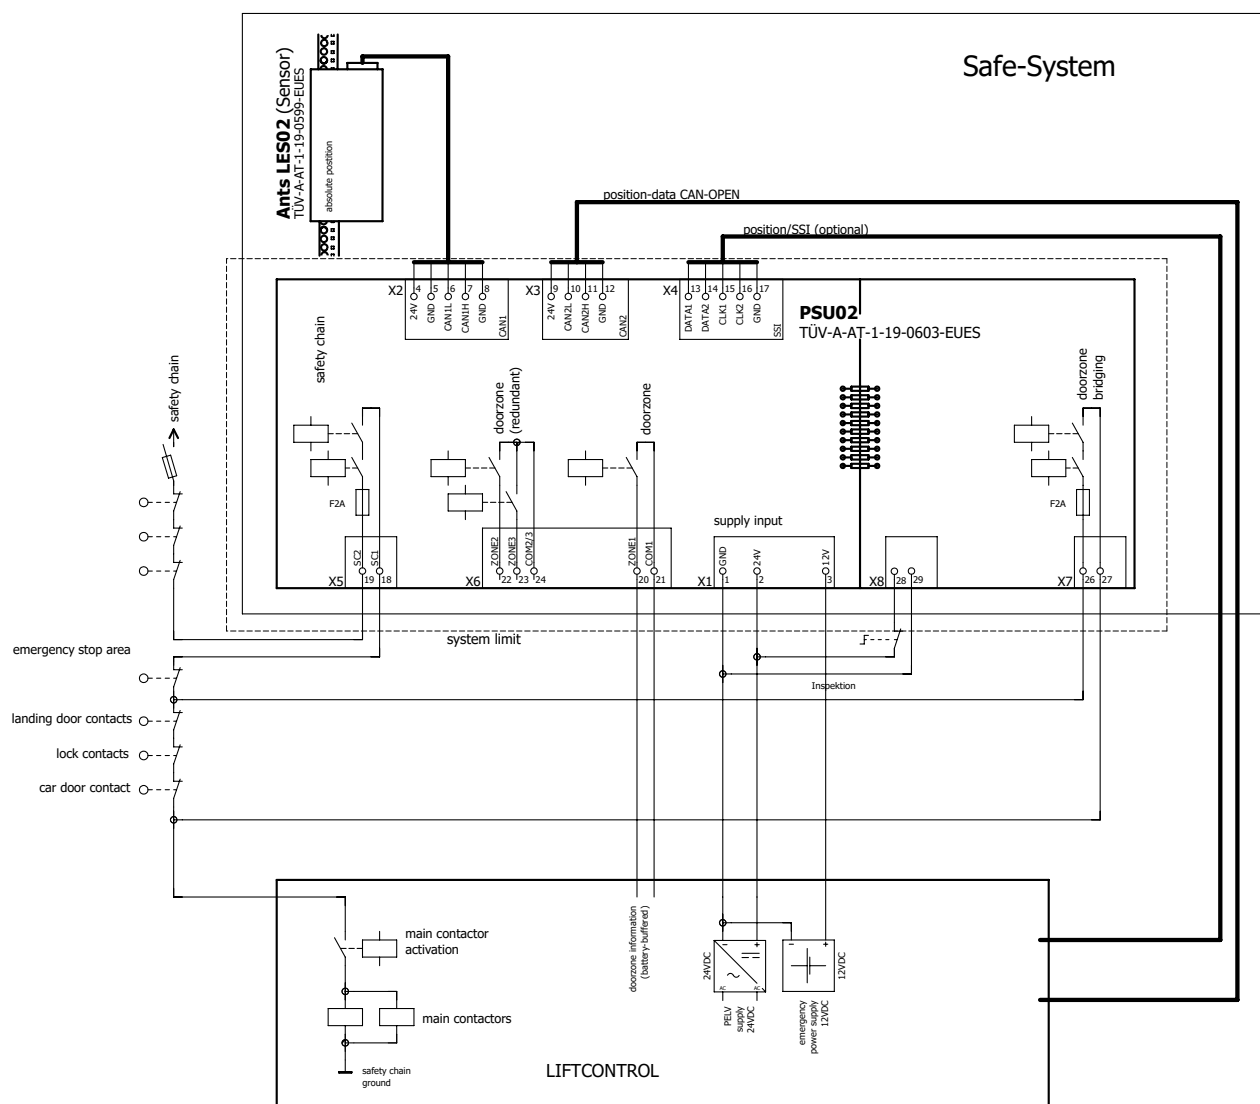 Safe-System
Ants LES02 (Sensor)
TÜV-A-AT-1-19-0599-EUES
absolute postition
position-data CAN-OPEN
position/SSI (optional)
X2
4
5
6
7
8
24V
GND
CAN1L
CAN1H
GND
CAN1
X3
9
10
11
12
24V
CAN2L
CAN2H
GND
CAN2
X4
13
14
15
16
17
DATA1
DATA2
CLK1
CLK2
GND
SSI
PSU02
TÜV-A-AT-1-19-0603-EUES
safety chain
safety chain
doorzone
(redundant)
doorzone
doorzone
bridging
F2A
F2A
supply input
SC2
SC1
X5
19
18
ZONE2
ZONE3
COM2/3
X6
22
23
24
ZONE1
COM1
20
21
GND
24V
12V
X1
1
2
3
X8
28
29
X7
26
27
system limit
F
Inspektion
emergency stop area
landing door contacts
lock contacts
car door contact
main contactor
activation
main contactors
safety chain
ground
doorzone information
(battery-buffered)
24VDC
−
+
~
AC
AC
PELV
supply
24VDC
−
+
12VDC
emergency
power supply
12VDC
LIFTCONTROL